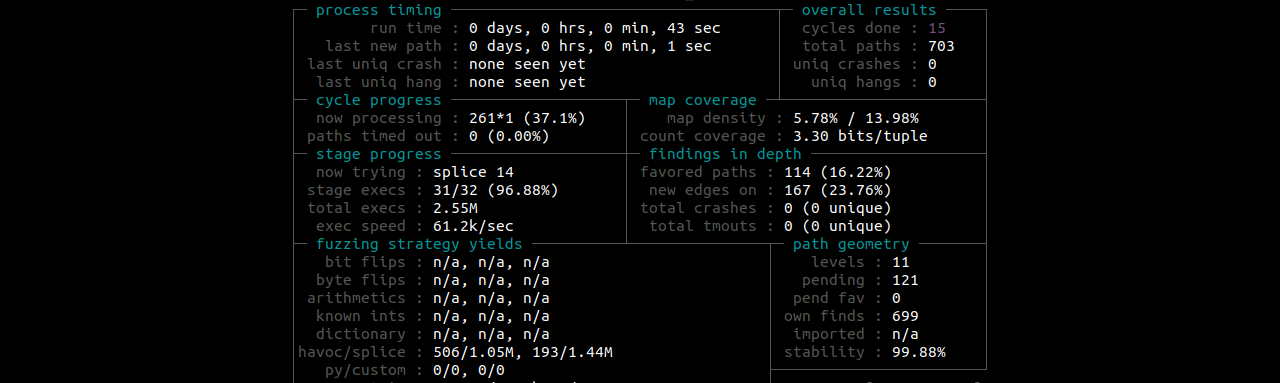 process timing overall results
run time : 0 days, 0 hrs, 0 min, 43 sec cycles done : 15
last new path : 0 days, 0 hrs, 0 min, 1 sec total paths : 703
last uniq crash : none seen yet uniq crashes : 0
last uniq hang : none seen yet uniq hangs : 0
cycle progress map coverage
now processing : 261*1 (37.1%) map density : 5.78% / 13.98%
paths timed out : 0 (0.00%) count coverage : 3.30 bits/tuple
stage progress findings in depth
now trying : splice 14 favored paths : 114 (16.22%)
stage execs : 31/32 (96.88%) new edges on : 167 (23.76%)
total execs : 2.55M total crashes : 0 (0 unique)
exec speed : 61.2k/sec total tmouts : 0 (0 unique)
fuzzing strategy yields path geometry
bit flips : n/a, n/a, n/a levels : 11
byte flips : n/a, n/a, n/a pending : 121
arithmetics : n/a, n/a, n/a pend fav : 0
known ints : n/a, n/a, n/a own finds : 699
dictionary : n/a, n/a, n/a imported : n/a
havoc/splice : 506/1.05M, 193/1.44M stability : 99.88%
py/custom : 0/0, 0/0